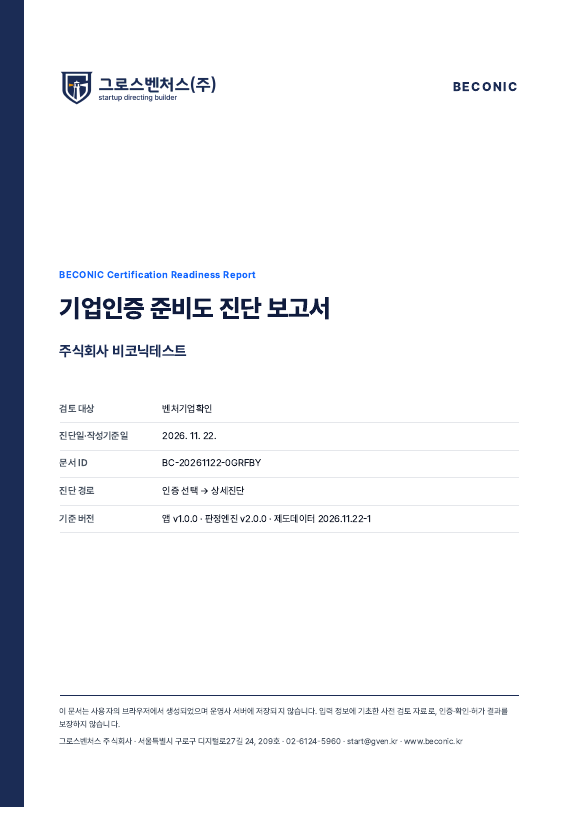 그로스벤처스(주)
startup directing builder
BECONIC
BECONIC Certification Readiness Report
기업인증 준비도 진단 보고서
주식회사 비코닉테스트
검토 대상 벤처기업확인
진단일·작성기준일 2026. 11. 22.
문서 ID BC-20261122-0GRFBY
진단 경로 인증 선택 → 상세진단
기준 버전 앱 v1.0.0 · 판정엔진 v2.0.0 · 제도데이터 2026.11.22-1
이 문서는 사용자의 브라우저에서 생성되었으며 운영사 서버에 저장되지 않습니다. 입력 정보에 기초한 사전 검토 자료로, 인증·확인·허가 결과를
보장하지 않습니다.
그로스벤처스 주식회사 · 서울특별시 구로구 디지털로27길 24, 209호 · 02-6124-5960 · start@gven.kr · www.beconic.kr